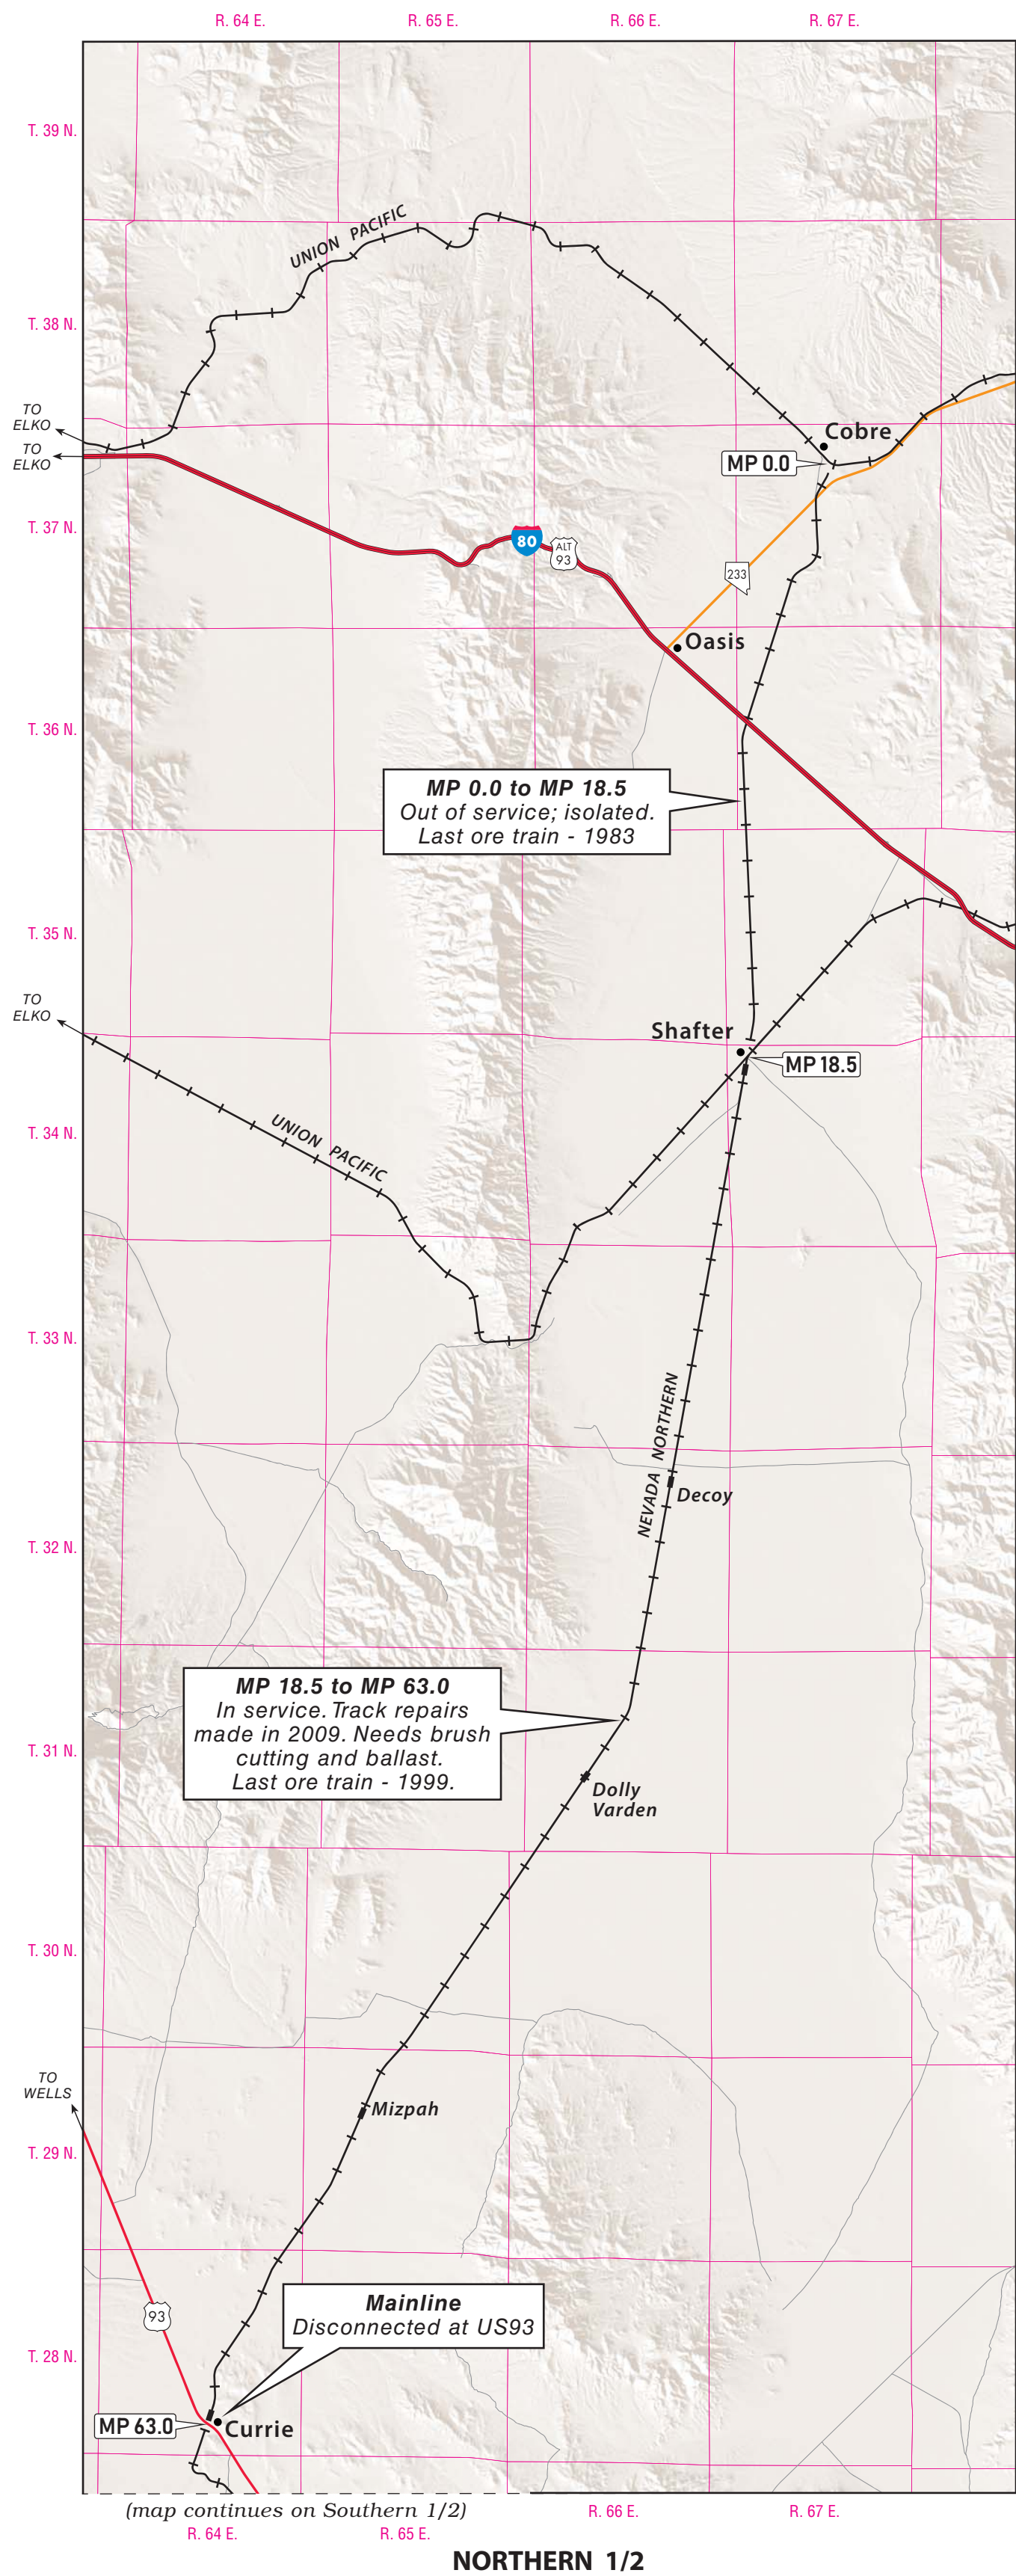 R. 64 E.
R. 65 E.
R. 66 E.
R. 67 E.
T. 39 N.
UNION PACIFIC
T. 38 N.
TO
ELKO
TO
ELKO
Cobre
MP 0.0
T. 37 N.
80
ALT
93
233
Oasis
T. 36 N.
MP 0.0 to MP 18.5
Out of service; isolated.
Last ore train - 1983
T. 35 N.
TO
ELKO
Shafter
MP 18.5
UNION PACIFIC
T. 34 N.
T. 33 N.
NEVADA NORTHERN
Decoy
T. 32 N.
MP 18.5 to MP 63.0
In service. Track repairs
made in 2009. Needs brush
cutting and ballast.
Last ore train - 1999.
T. 31 N.
Dolly
Varden
T. 30 N.
TO
WELLS
Mizpah
T. 29 N.
Mainline
Disconnected at US93
93
T. 28 N.
MP 63.0
Currie
(map continues on Southern 1/2)
R. 66 E.
R. 67 E.
R. 64 E.
R. 65 E.
NORTHERN 1/2